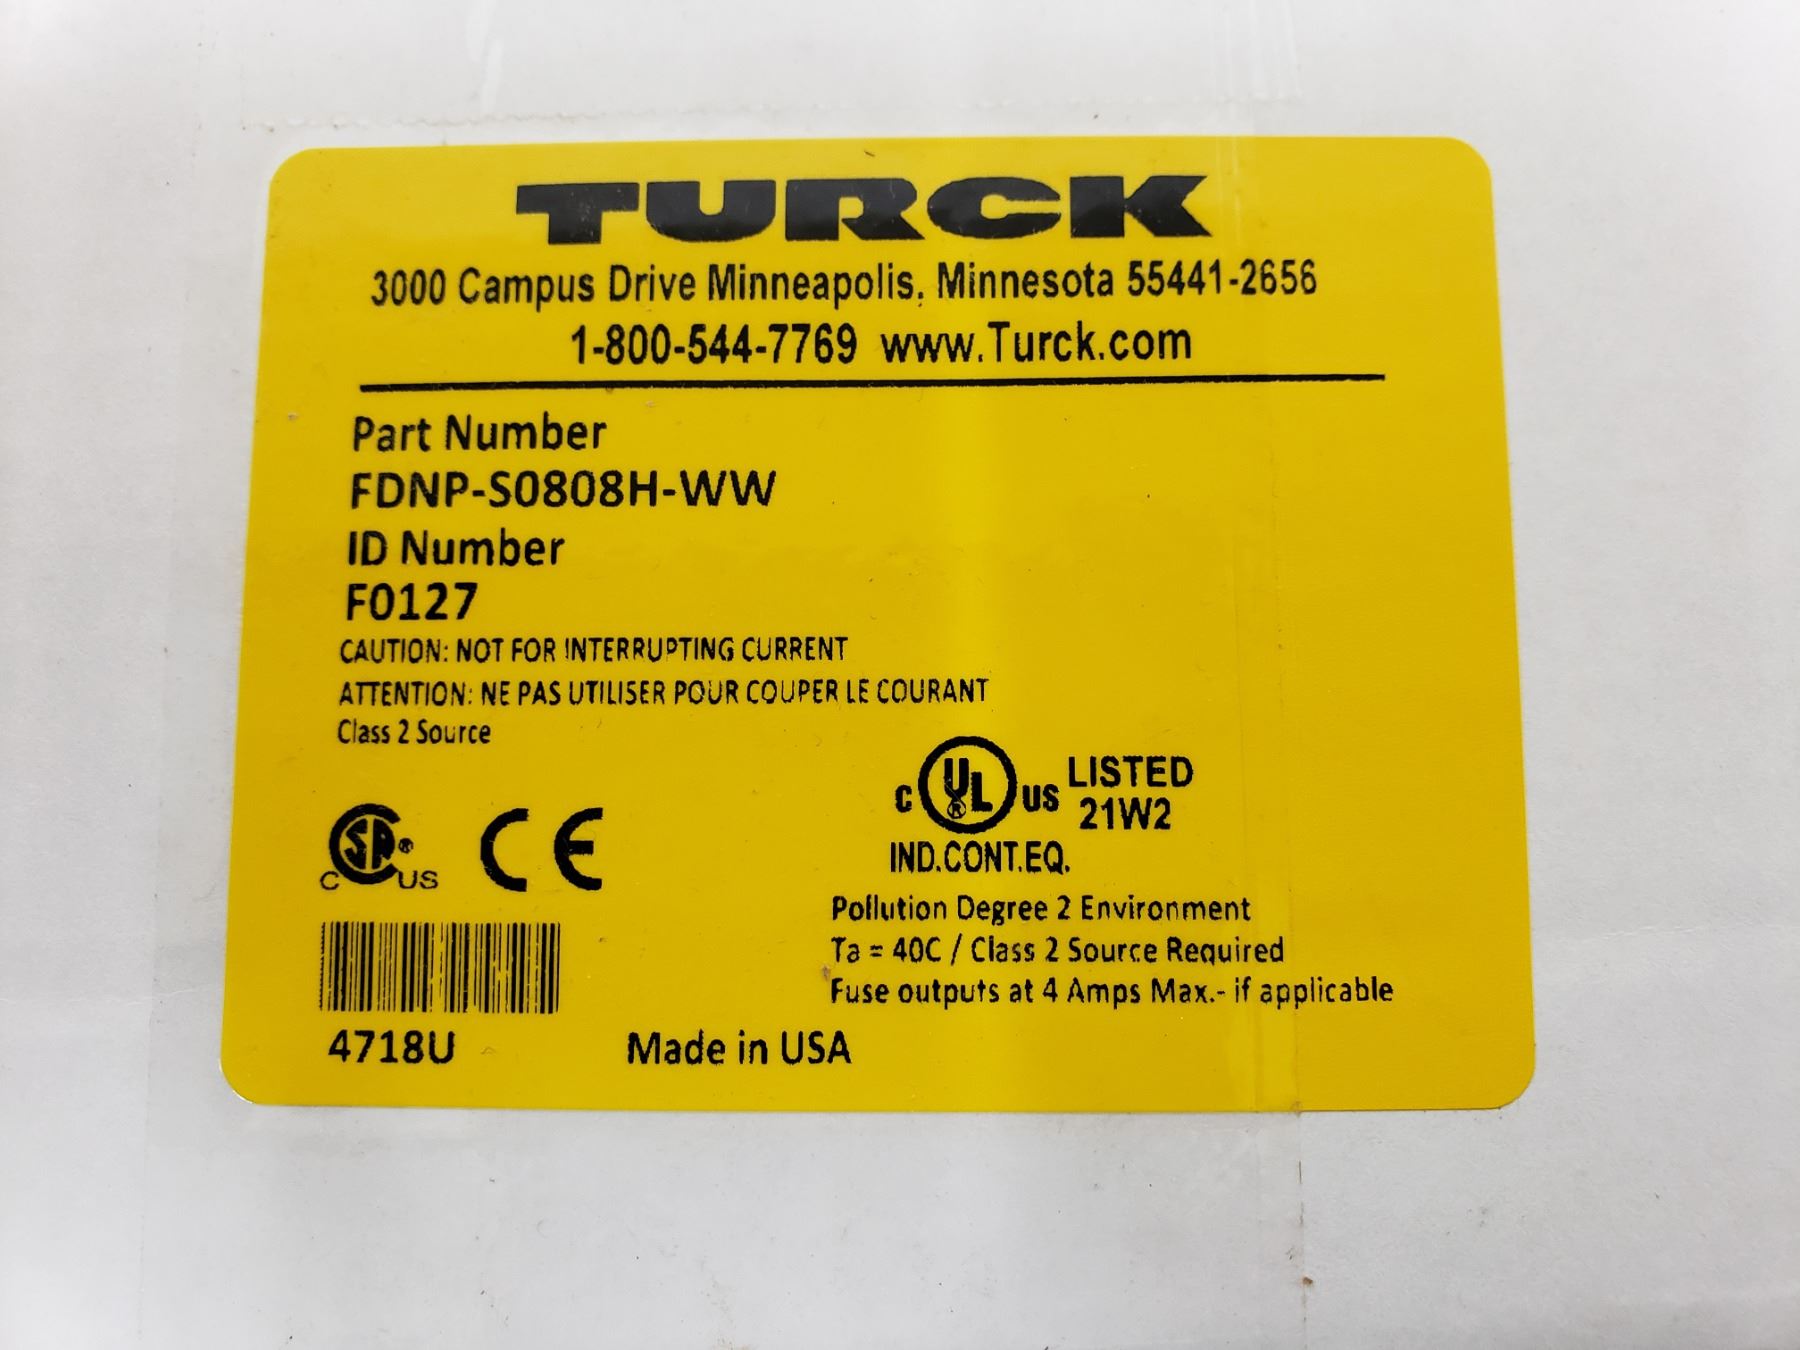 TURCK
3000 Campus Drive Minneapolis, Minnesota 55441-2656
1-800-544-7769 www.Turck.com
Part Number
FDNP-S0808H-WW
ID Number
F0127
CAUTION: NOT FOR INTERRUPTING CURRENT
ATTENTION: NE PAS UTILISER POUR COUPER LE COURANT
Class 2 Source
C SA® US CE
C UL® US LISTED
21W2
IND.CONT.EQ.
Pollution Degree 2 Environment
Ta = 40C / Class 2 Source Required
Fuse outputs at 4 Amps Max.- if applicable
4718U Made in USA